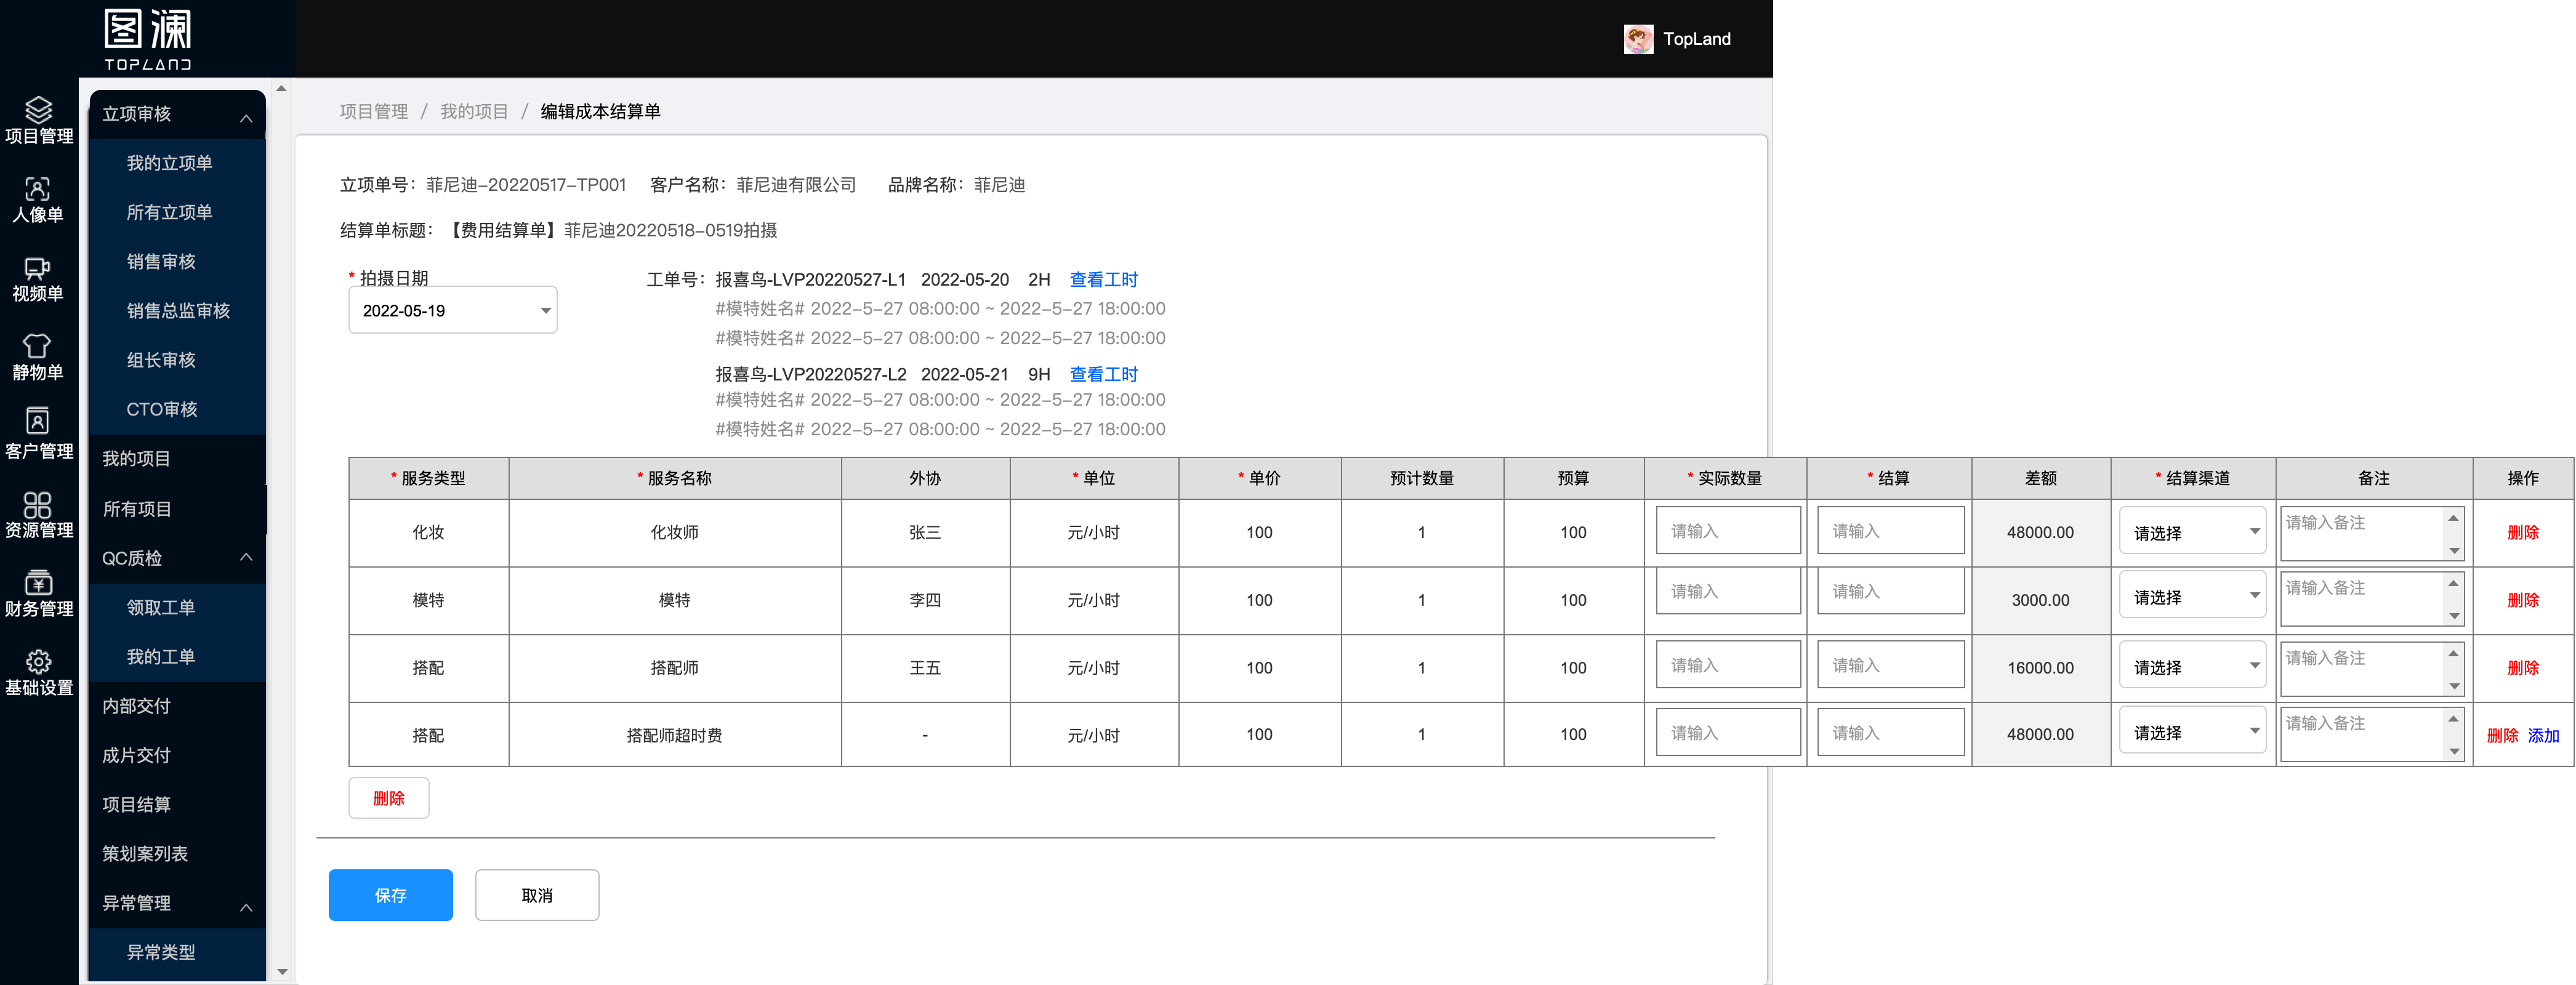 图澜
TOPLAND
TopLand
项目管理
人像单
视频单
静物单
客户管理
资源管理
财务管理
基础设置
立项审核
我的立项单
所有立项单
销售审核
销售总监审核
组长审核
CTO审核
我的项目
所有项目
QC质检
领取工单
我的工单
内部交付
成片交付
项目结算
策划案列表
异常管理
异常类型
项目管理 / 我的项目 / 编辑成本结算单
立项单号：菲尼迪-20220517-TP001 客户名称：菲尼迪有限公司 品牌名称：菲尼迪
结算单标题：【费用结算单】菲尼迪20220518-0519拍摄
* 拍摄日期
2022-05-19
工单号：报喜鸟-LVP20220527-L1 2022-05-20 2H 查看工时
#模特姓名# 2022-5-27 08:00:00 ~ 2022-5-27 18:00:00
#模特姓名# 2022-5-27 08:00:00 ~ 2022-5-27 18:00:00
报喜鸟-LVP20220527-L2 2022-05-21 9H 查看工时
#模特姓名# 2022-5-27 08:00:00 ~ 2022-5-27 18:00:00
#模特姓名# 2022-5-27 08:00:00 ~ 2022-5-27 18:00:00
* 服务类型 * 服务名称 外协 * 单位 * 单价 预计数量 预算 * 实际数量 * 结算 差额 * 结算渠道 备注 操作
化妆 化妆师 张三 元/小时 100 1 100 请输入 请输入 48000.00 请选择 请输入备注 删除
模特 模特 李四 元/小时 100 1 100 请输入 请输入 3000.00 请选择 请输入备注 删除
搭配 搭配师 王五 元/小时 100 1 100 请输入 请输入 16000.00 请选择 请输入备注 删除
搭配 搭配师超时费 - 元/小时 100 1 100 请输入 请输入 48000.00 请选择 请输入备注 删除 添加
删除
保存 取消